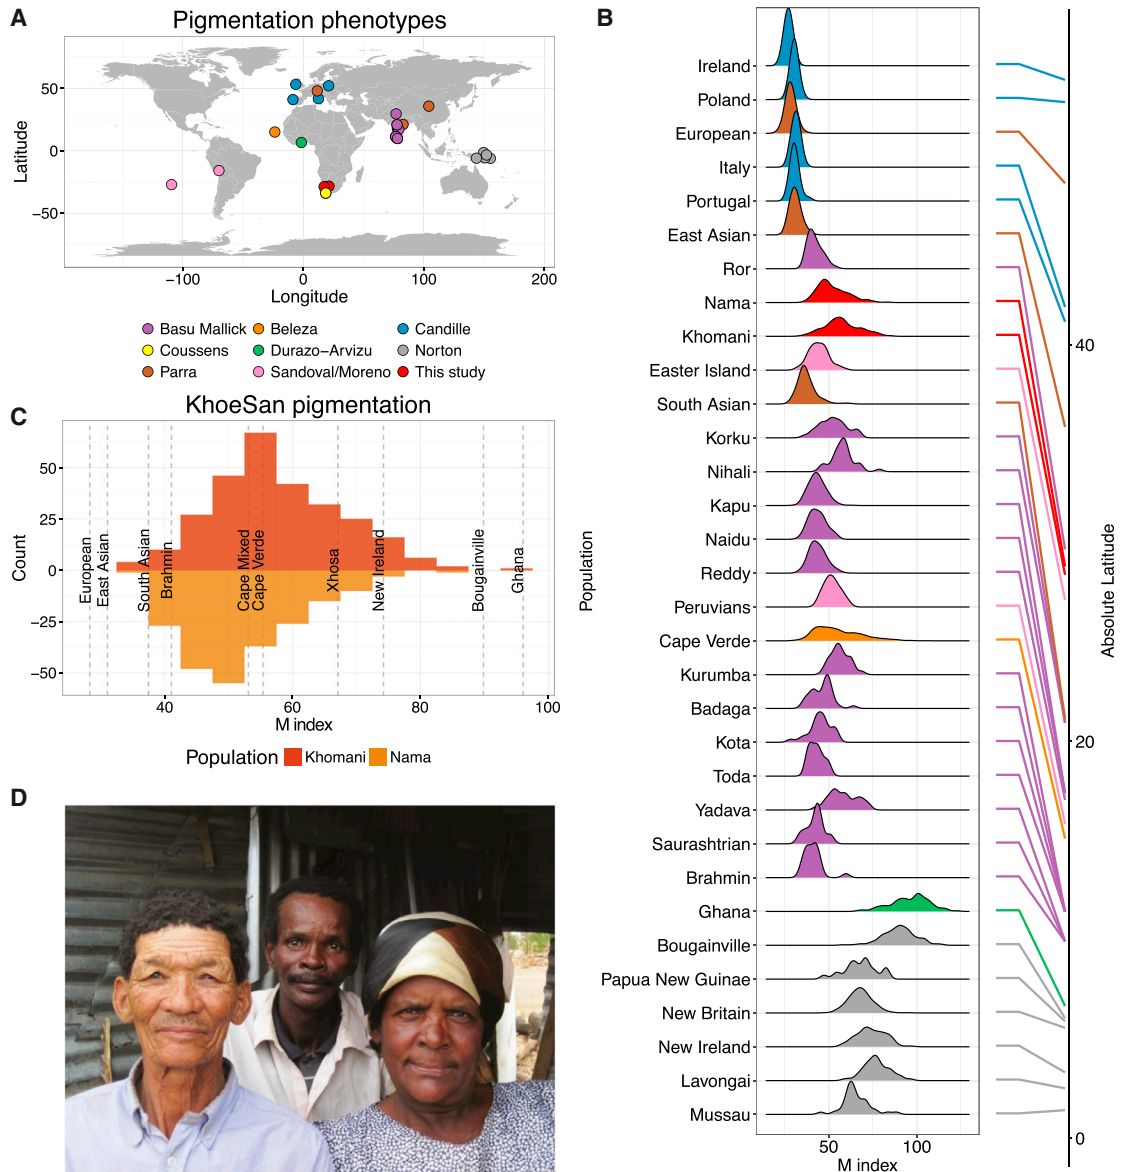 A
Pigmentation phenotypes
50
0
−50
Latitude
−100
0
100
200
Longitude
Basu Mallick
Beleza
Candille
Coussens
Durazo−Arvizu
Norton
Parra
Sandoval/Moreno
This study
C
KhoeSan pigmentation
50
25
0
−25
−50
Count
European
East Asian
South Asian
Brahmin
Cape Mixed
Cape Verde
Xhosa
New Ireland
Bougainville
Ghana
Population
40
60
80
100
M index
Population
Khomani
Nama
D
B
Ireland
Poland
European
Italy
Portugal
East Asian
Ror
Nama
Khomani
Easter Island
South Asian
Korku
Nihali
Kapu
Naidu
Reddy
Peruvians
Cape Verde
Kurumba
Badaga
Kota
Toda
Yadava
Saurashtrian
Brahmin
Ghana
Bougainville
Papua New Guinae
New Britain
New Ireland
Lavongai
Mussau
50
100
M index
40
20
0
Absolute Latitude